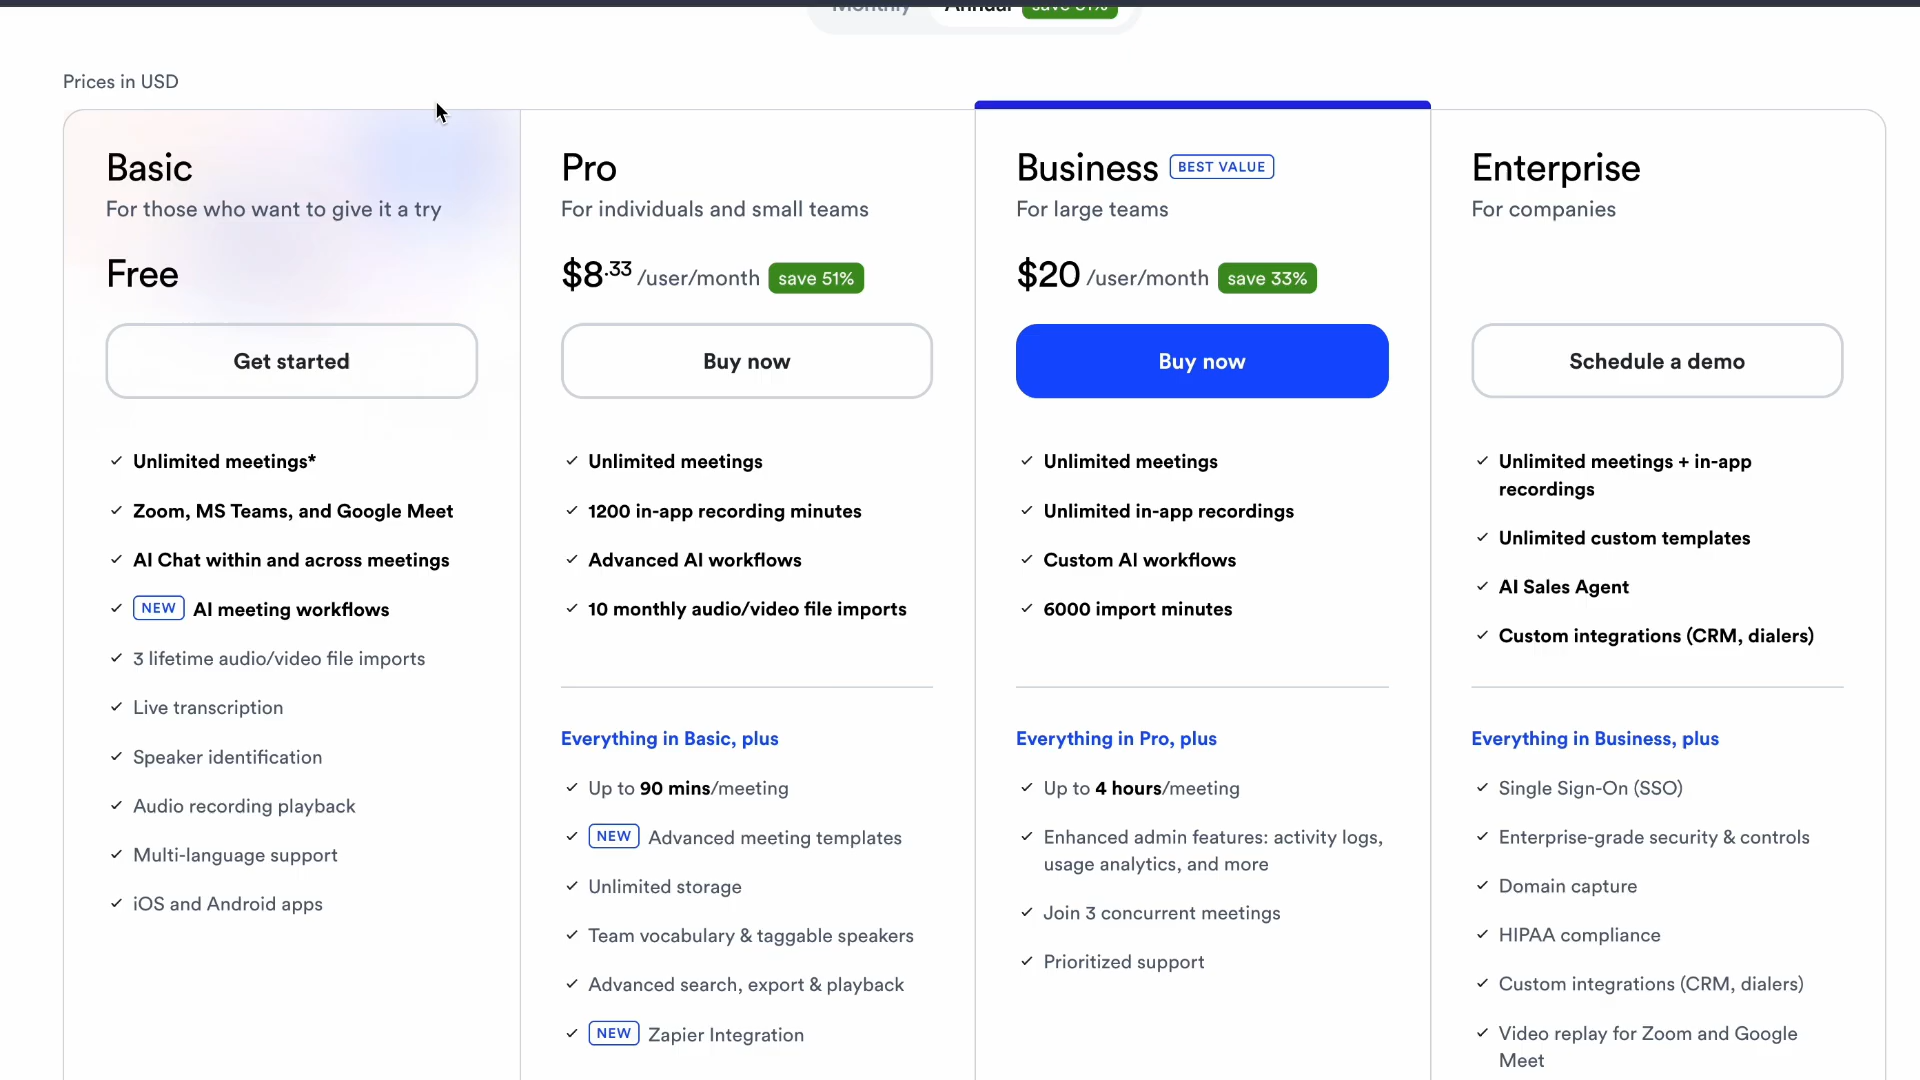 Monthly
Annual
save 51%
Prices in USD
Basic
For those who want to give it a try
Free
Get started
Unlimited meetings*
Zoom, MS Teams, and Google Meet
AI Chat within and across meetings
NEW AI meeting workflows
3 lifetime audio/video file imports
Live transcription
Speaker identification
Audio recording playback
Multi-language support
iOS and Android apps
Pro
For individuals and small teams
$8.33 /user/month save 51%
Buy now
Unlimited meetings
1200 in-app recording minutes
Advanced AI workflows
10 monthly audio/video file imports
Everything in Basic, plus
Up to 90 mins/meeting
NEW Advanced meeting templates
Unlimited storage
Team vocabulary & taggable speakers
Advanced search, export & playback
NEW Zapier Integration
Business BEST VALUE
For large teams
$20 /user/month save 33%
Buy now
Unlimited meetings
Unlimited in-app recordings
Custom AI workflows
6000 import minutes
Everything in Pro, plus
Up to 4 hours/meeting
Enhanced admin features: activity logs,
usage analytics, and more
Join 3 concurrent meetings
Prioritized support
Enterprise
For companies
Schedule a demo
Unlimited meetings + in-app
recordings
Unlimited custom templates
AI Sales Agent
Custom integrations (CRM, dialers)
Everything in Business, plus
Single Sign-On (SSO)
Enterprise-grade security & controls
Domain capture
HIPAA compliance
Custom integrations (CRM, dialers)
Video replay for Zoom and Google
Meet